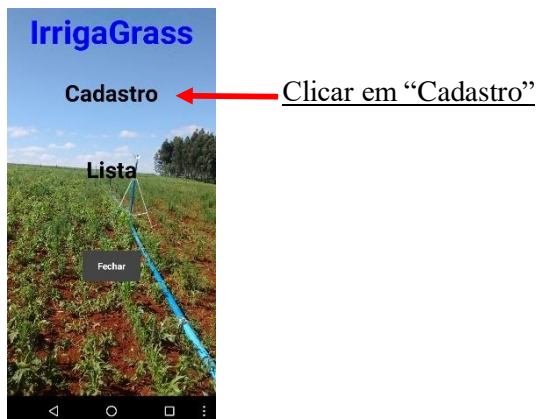 IrrigaGrass
Cadastro
Clicar em “Cadastro”
Lista
Fechar